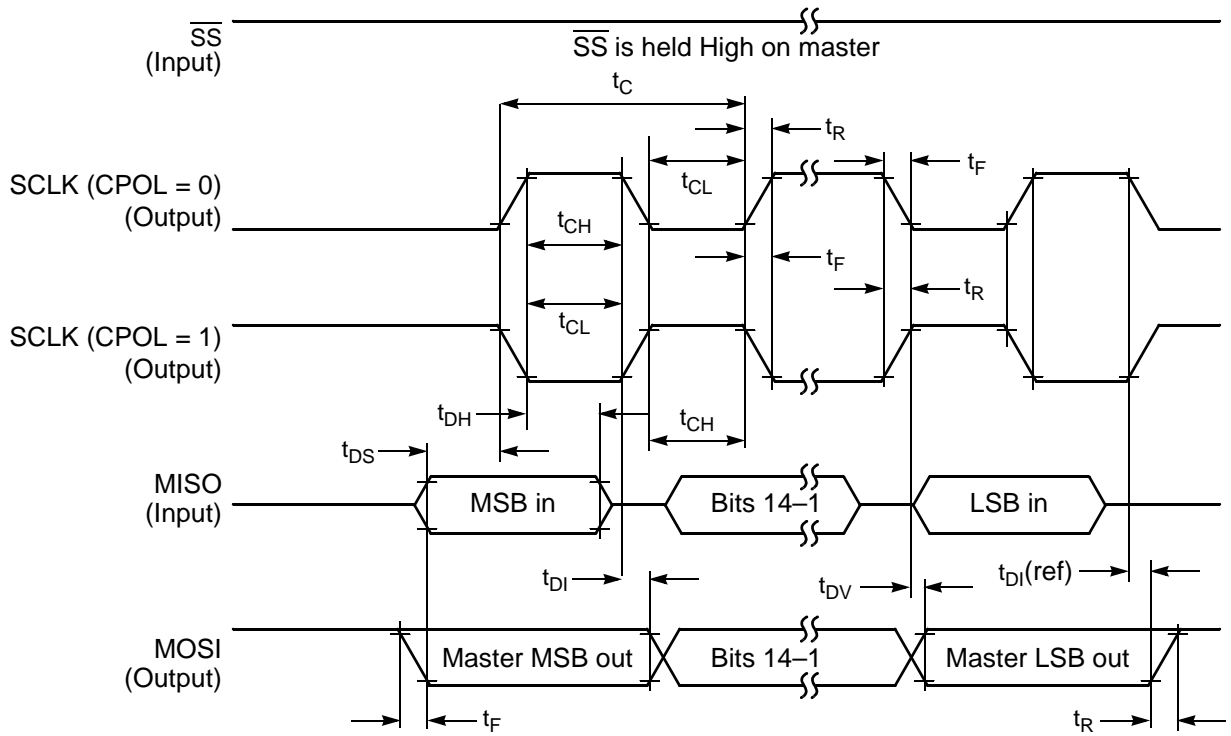 SS
(Input)
SS is held High on master
tC
tR
tF
SCLK (CPOL = 0)
(Output)
tCL
tCH
tF
tR
tCL
SCLK (CPOL = 1)
(Output)
tDH
tCH
tDS
MISO
(Input)
MSB in
Bits 14–1
LSB in
tDI
tDV
tDI(ref)
MOSI
(Output)
Master MSB out
Bits 14–1
Master LSB out
tF
tR